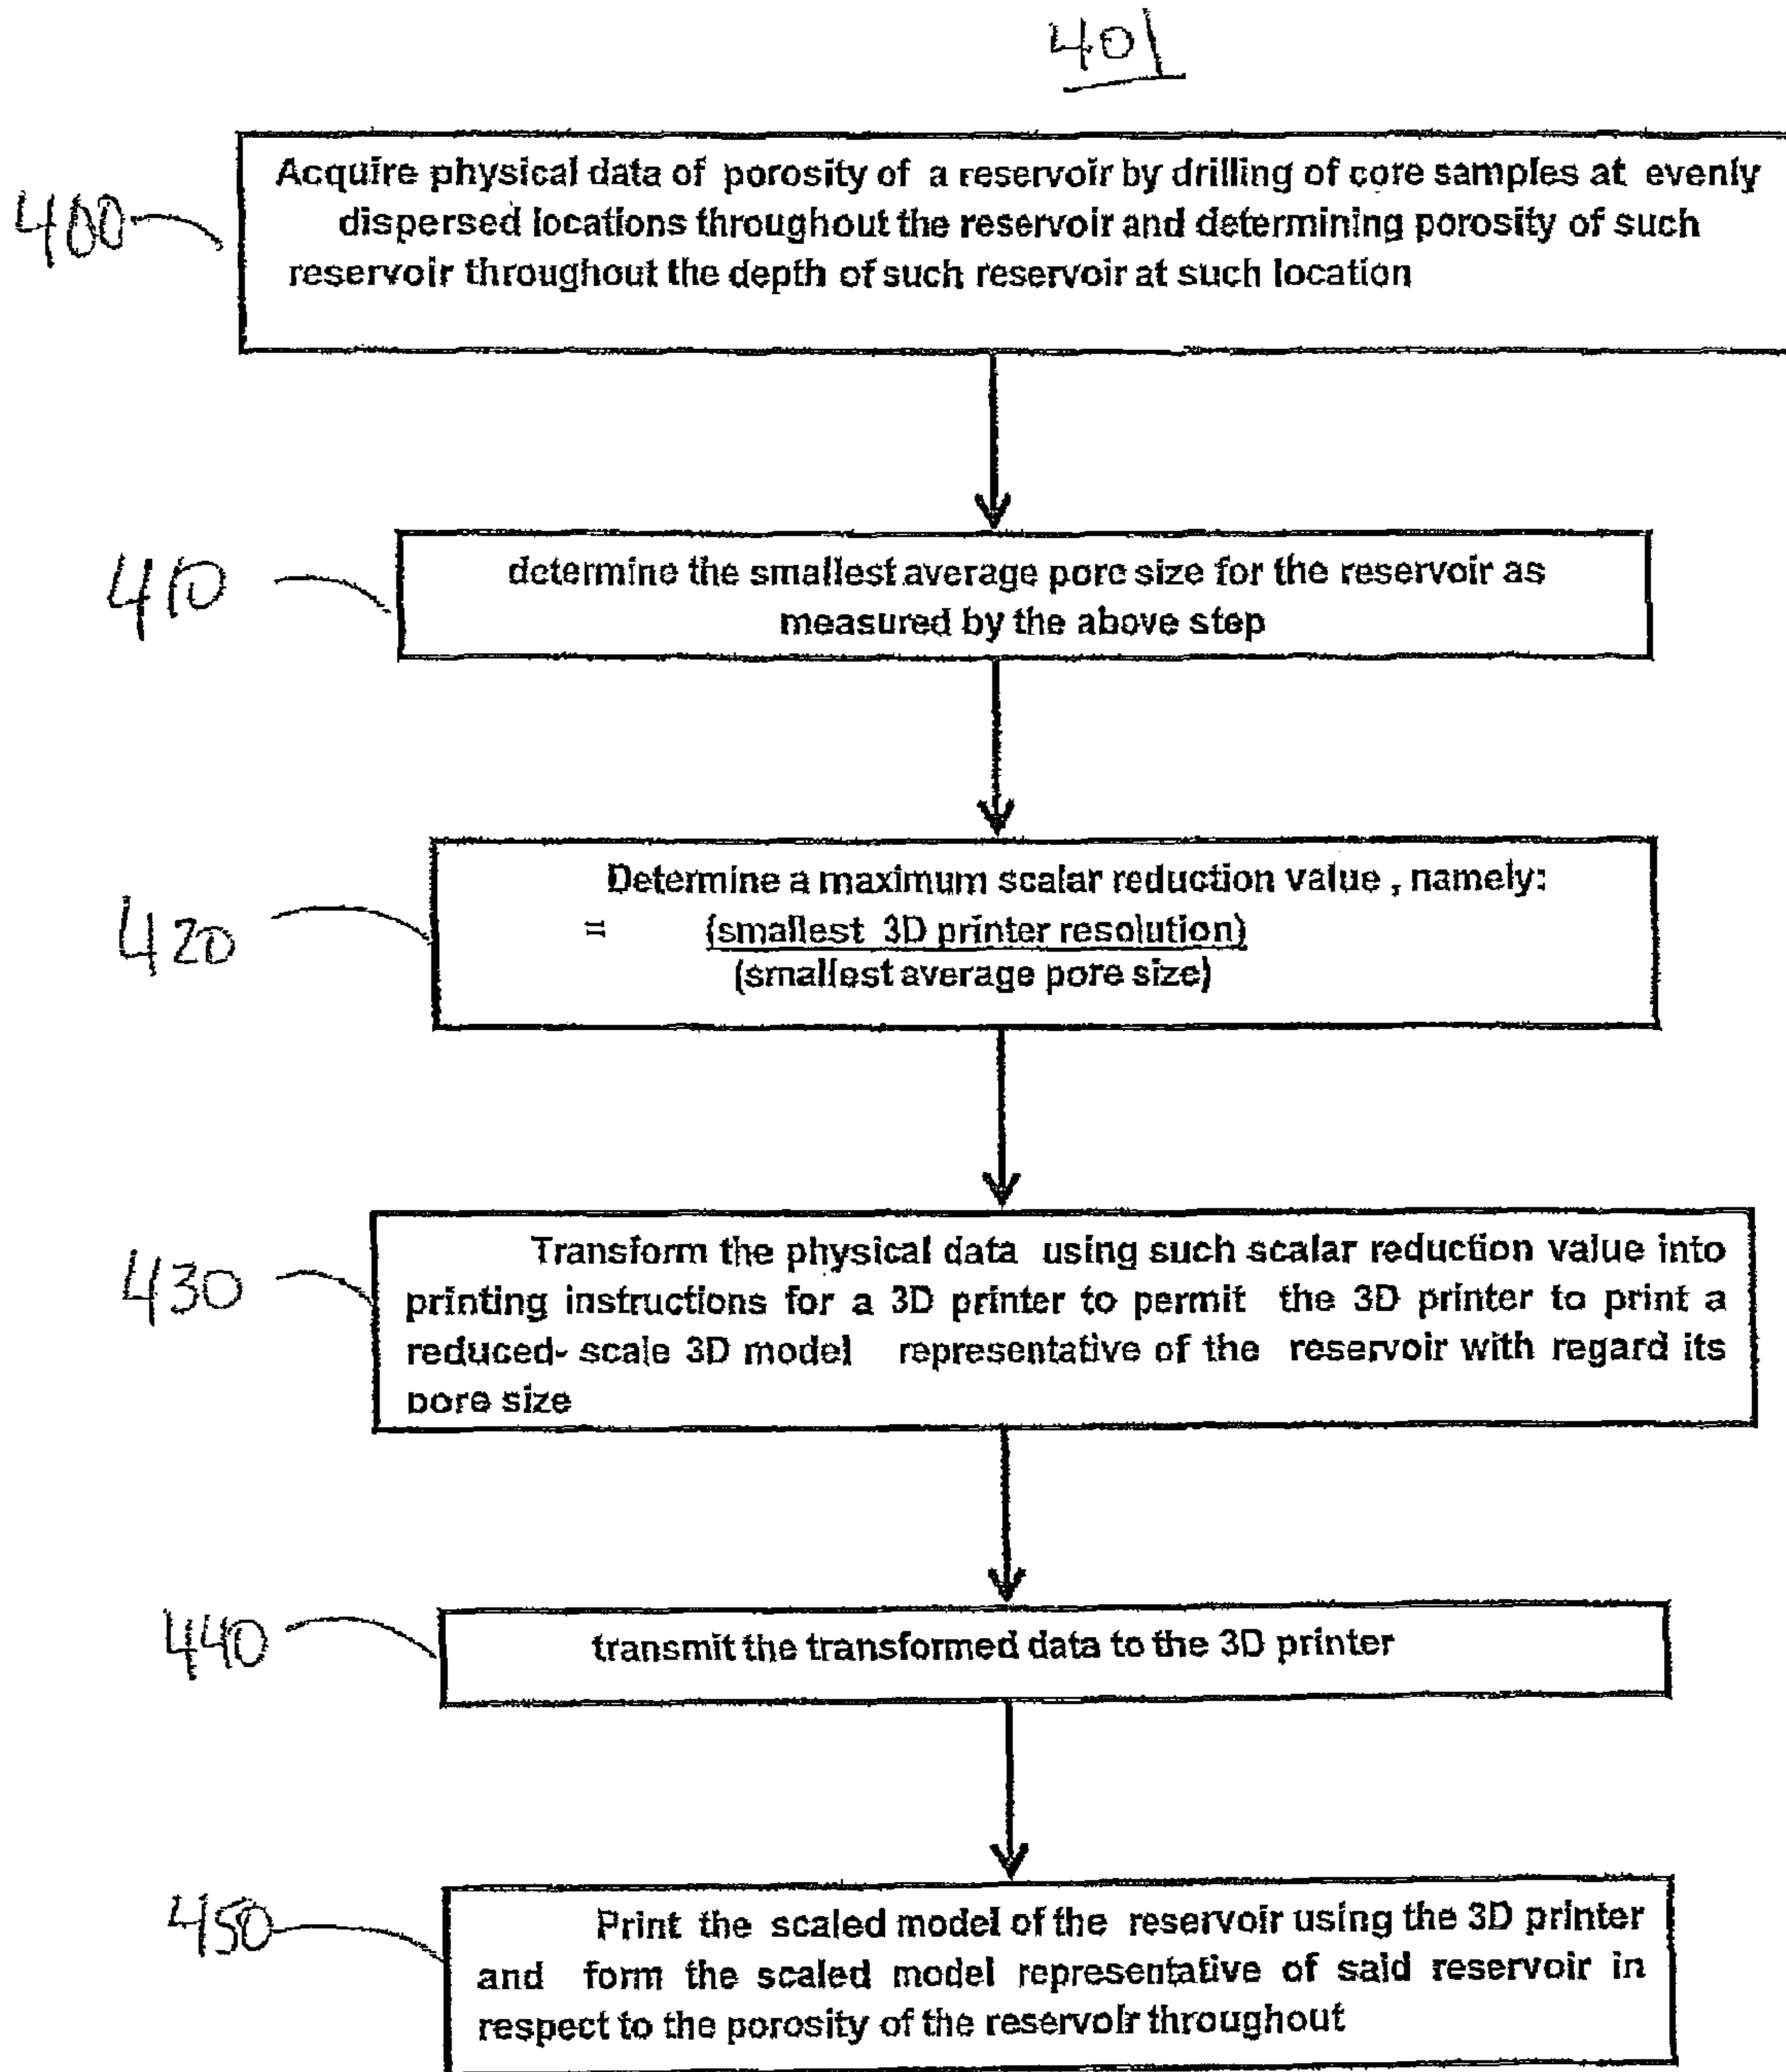 401
400
Acquire physical data of porosity of a reservoir by drilling of core samples at evenly
dispersed locations throughout the reservoir and determining porosity of such
reservoir throughout the depth of such reservoir at such location
410
determine the smallest average pore size for the reservoir as
measured by the above step
420
Determine a maximum scalar reduction value , namely:
= (smallest 3D printer resolution)
(smallest average pore size)
430
Transform the physical data using such scalar reduction value into
printing instructions for a 3D printer to permit the 3D printer to print a
reduced- scale 3D model representative of the reservoir with regard its
pore size
440
transmit the transformed data to the 3D printer
450
Print the scaled model of the reservoir using the 3D printer
and form the scaled model representative of said reservoir in
respect to the porosity of the reservoir throughout